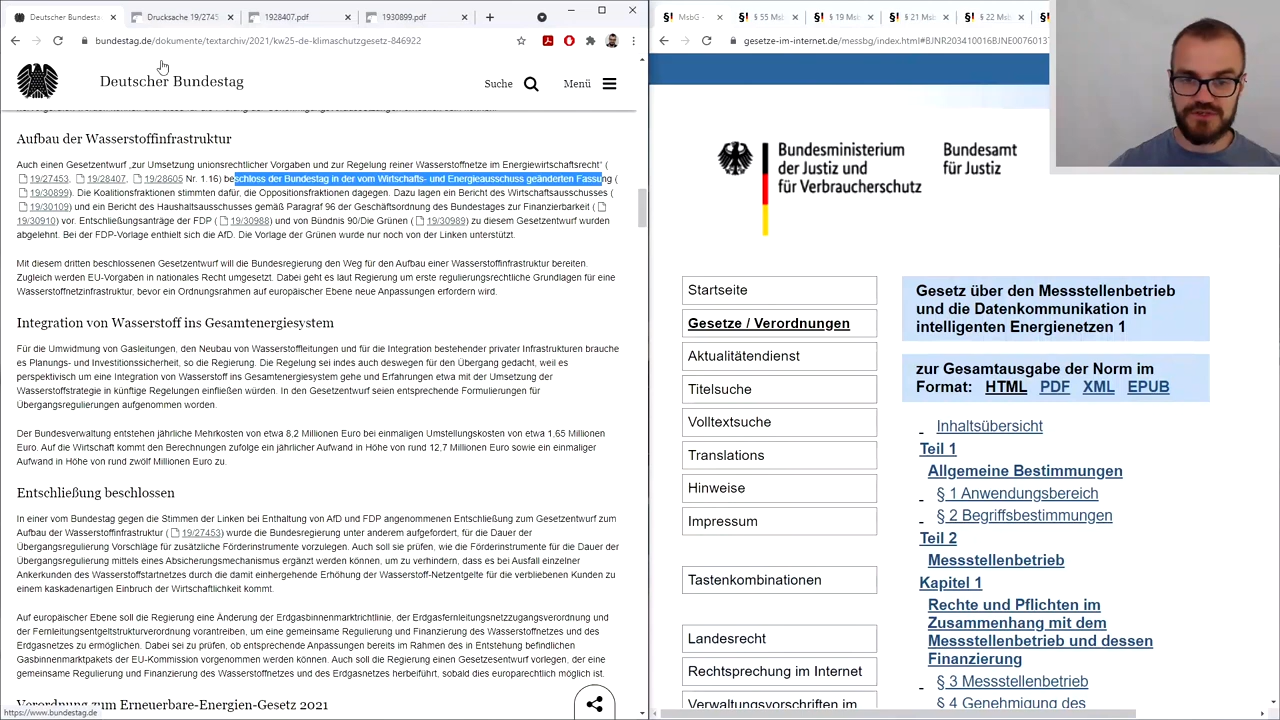 Deutscher Bundestag
Drucksache 19/2745
1928407.pdf
1930899.pdf
bundestag.de/dokumente/textarchiv/2021/kw25-de-klimaschutzgesetz-846922
Deutscher Bundestag
Suche
Menü
Aufbau der Wasserstoffinfrastruktur
Auch einen Gesetzentwurf „zur Umsetzung unionsrechtlicher Vorgaben und zur Regelung reiner Wasserstoffnetze im Energiewirtschaftsrecht“ (
19/27453, 19/28407, 19/28605 Nr. 1.16) beschloss der Bundestag in der vom Wirtschafts- und Energieausschuss geänderten Fassung (
19/30899). Die Koalitionsfraktionen stimmten dafür, die Oppositionsfraktionen dagegen. Dazu lagen ein Bericht des Wirtschaftsausschusses (
19/30109) und ein Bericht des Haushaltsausschusses gemäß Paragraf 96 der Geschäftsordnung des Bundestages zur Finanzierbarkeit (
19/30910) vor. Entschließungsanträge der FDP ( 19/30988) und von Bündnis 90/Die Grünen ( 19/30989) zu diesem Gesetzentwurf wurden
abgelehnt. Bei der FDP-Vorlage enthielt sich die AfD. Die Vorlage der Grünen wurde nur noch von der Linken unterstützt.
Mit diesem dritten beschlossenen Gesetzentwurf will die Bundesregierung den Weg für den Aufbau einer Wasserstoffinfrastruktur bereiten.
Zugleich werden EU-Vorgaben in nationales Recht umgesetzt. Dabei geht es laut Regierung um erste regulierungsrechtliche Grundlagen für eine
Wasserstoffnetzinfrastruktur, bevor ein Ordnungsrahmen auf europäischer Ebene neue Anpassungen erfordern wird.
Integration von Wasserstoff ins Gesamtenergiesystem
Für die Umwidmung von Gasleitungen, den Neubau von Wasserstoffleitungen und für die Integration bestehender privater Infrastrukturen brauche
es Planungs- und Investitionssicherheit, so die Regierung. Die Regelung sei indes auch deswegen für den Übergang gedacht, weil es
perspektivisch um eine Integration von Wasserstoff ins Gesamtenergiesystem gehe und Erfahrungen etwa mit der Umsetzung der
Wasserstoffstrategie in künftige Regelungen einfließen würden. In den Gesetzentwurf seien entsprechende Formulierungen für
Übergangsregulierungen aufgenommen worden.
Der Bundesverwaltung entstehen jährliche Mehrkosten von etwa 8,2 Millionen Euro bei einmaligen Umstellungskosten von etwa 1,65 Millionen
Euro. Auf die Wirtschaft kommt den Berechnungen zufolge ein jährlicher Aufwand in Höhe von rund 12,7 Millionen Euro sowie ein einmaliger
Aufwand in Höhe von rund zwölf Millionen Euro zu.
Entschließung beschlossen
In einer vom Bundestag gegen die Stimmen der Linken bei Enthaltung von AfD und FDP angenommenen Entschließung zum Gesetzentwurf zum
Aufbau der Wasserstoffinfrastruktur ( 19/27453) wurde die Bundesregierung unter anderem aufgefordert, für die Dauer der
Übergangsregulierung Vorschläge für zusätzliche Förderinstrumente vorzulegen. Auch soll sie prüfen, wie die Förderinstrumente für die Dauer der
Übergangsregulierung mittels eines Absicherungsmechanismus ergänzt werden können, um zu verhindern, dass es bei Ausfall einzelner
Ankerkunden des Wasserstoffstartnetzes durch die damit einhergehende Erhöhung der Wasserstoff-Netzentgelte für die verbliebenen Kunden zu
einem kaskadenartigen Einbruch der Wirtschaftlichkeit kommt.
Auf europäischer Ebene soll die Regierung eine Änderung der Erdgasbinnenmarktrichtlinie, der Erdgasfernleitungsnetzzugangsverordnung und
der Fernleitungsentgeltstrukturverordnung vorantreiben, um eine gemeinsame Regulierung und Finanzierung des Wasserstoffnetzes und des
Erdgasnetzes zu ermöglichen. Dabei sei zu prüfen, ob entsprechende Anpassungen bereits im Rahmen des in Entstehung befindlichen
Gasbinnenmarktpakets der EU-Kommission vorgenommen werden können. Auch soll die Regierung einen Gesetzesentwurf vorlegen, der eine
gemeinsame Regulierung und Finanzierung des Wasserstoffnetzes und des Erdgasnetzes herbeiführt, sobald dies europarechtlich möglich ist.
Verordnung zum Erneuerbare-Energien-Gesetz 2021
https://www.bundestag.de
MsbG -
§ 55 Msb
§ 19 Msb
§ 21 MsbG
§ 22 Msb
gesetze-im-internet.de/messbg/index.html#BJNR203410016BJNE0076013
Bundesministerium
der Justiz und
für Verbraucherschutz
Bundesamt
für Justiz
Startseite
Gesetze / Verordnungen
Aktualitätendienst
Titelsuche
Volltextsuche
Translations
Hinweise
Impressum
Tastenkombinationen
Landesrecht
Rechtsprechung im Internet
Verwaltungsvorschriften im
Gesetz über den Messstellenbetrieb
und die Datenkommunikation in
intelligenten Energienetzen 1
zur Gesamtausgabe der Norm im
Format: HTML PDF XML EPUB
Inhaltsübersicht
Teil 1
Allgemeine Bestimmungen
§ 1 Anwendungsbereich
§ 2 Begriffsbestimmungen
Teil 2
Messstellenbetrieb
Kapitel 1
Rechte und Pflichten im
Zusammenhang mit dem
Messstellenbetrieb und dessen
Finanzierung
§ 3 Messstellenbetrieb
§ 4 Genehmigung des